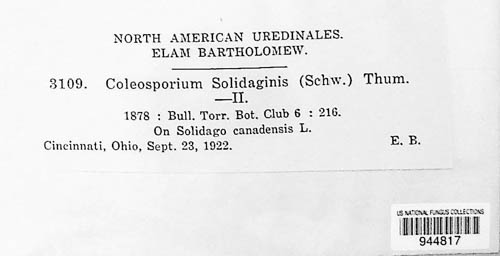 NORTH AMERICAN UREDINALES.
ELAM BARTHOLOMEW.
3109. Coleosporium Solidaginis (Schw.) Thum.
—II.
1878 : Bull. Torr. Bot. Club 6 : 216.
On Solidago canadensis L.
Cincinnati, Ohio, Sept. 23, 1922. E. B.
US NATIONAL FUNGUS COLLECTIONS
944817